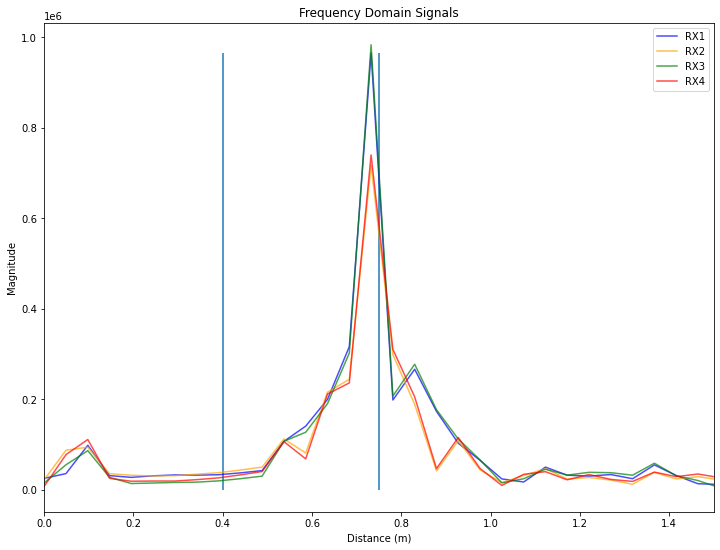 Frequency Domain Signals
1e6
RX1
RX2
RX3
RX4
1.0
0.8
0.6
0.4
0.2
0.0
Magnitude
0.0 0.2 0.4 0.6 0.8 1.0 1.2 1.4
Distance (m)